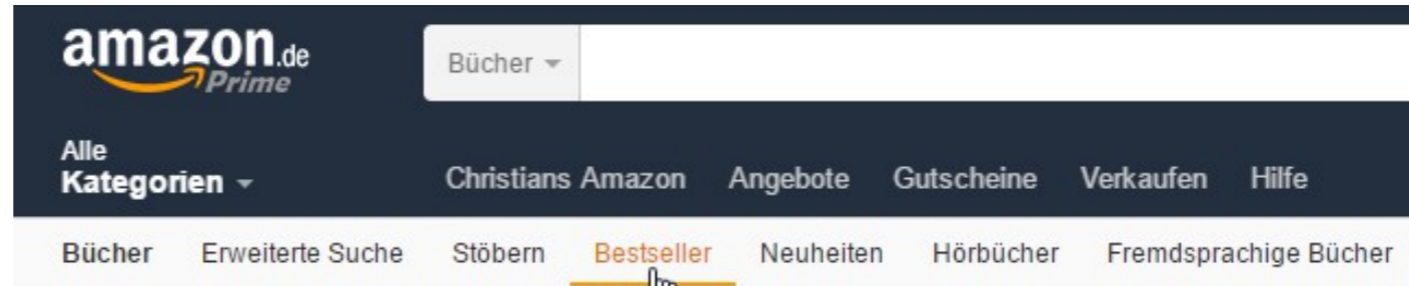 amazon.de
Prime
Bücher
Alle
Kategorien
Christians Amazon Angebote Gutscheine Verkaufen Hilfe
Bücher Erweiterte Suche Stöbern Bestseller Neuheiten Hörbücher Fremdsprachige Bücher